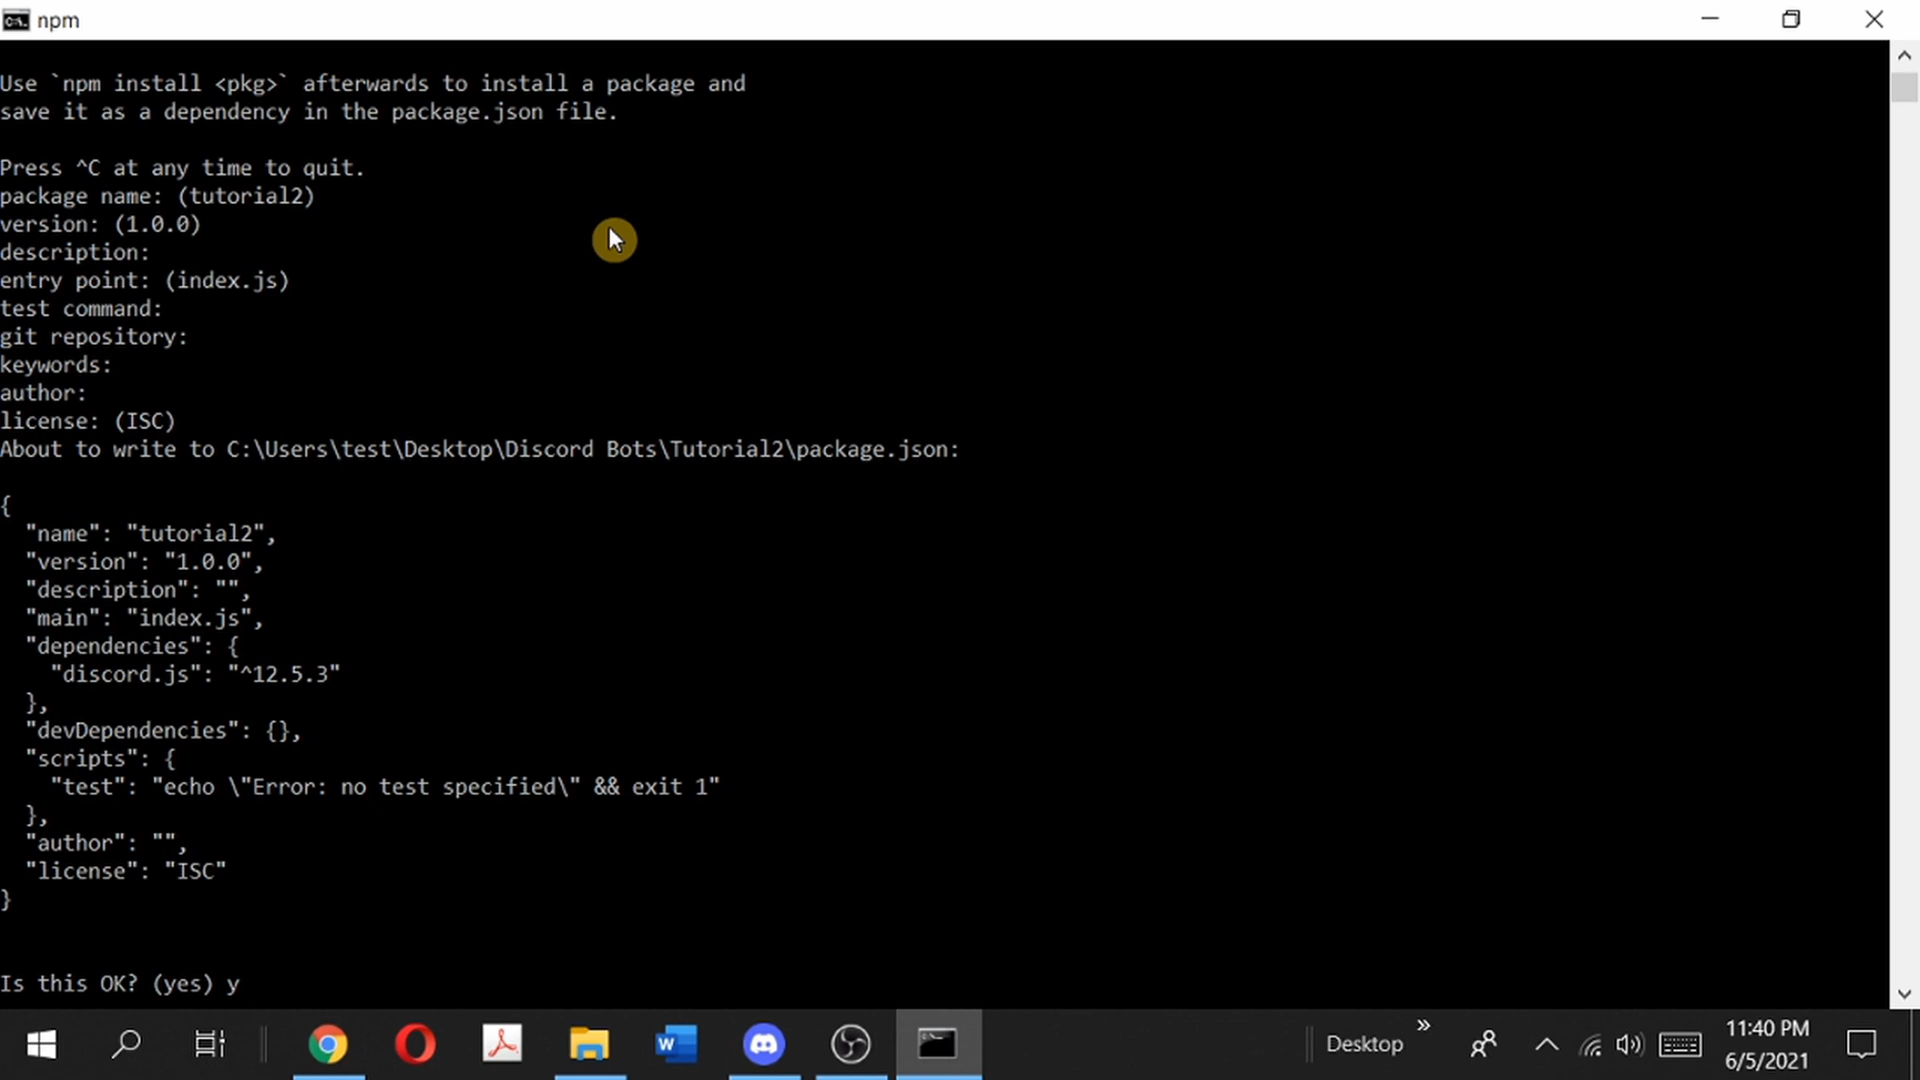 npm
Use `npm install <pkg>` afterwards to install a package and
save it as a dependency in the package.json file.
Press ^C at any time to quit.
package name: (tutorial2)
version: (1.0.0)
description:
entry point: (index.js)
test command:
git repository:
keywords:
author:
license: (ISC)
About to write to C:\Users\test\Desktop\Discord Bots\Tutorial2\package.json:
{
  "name": "tutorial2",
  "version": "1.0.0",
  "description": "",
  "main": "index.js",
  "dependencies": {
    "discord.js": "^12.5.3"
  },
  "devDependencies": {},
  "scripts": {
    "test": "echo \"Error: no test specified\" && exit 1"
  },
  "author": "",
  "license": "ISC"
}
Is this OK? (yes) y
Desktop
11:40 PM
6/5/2021